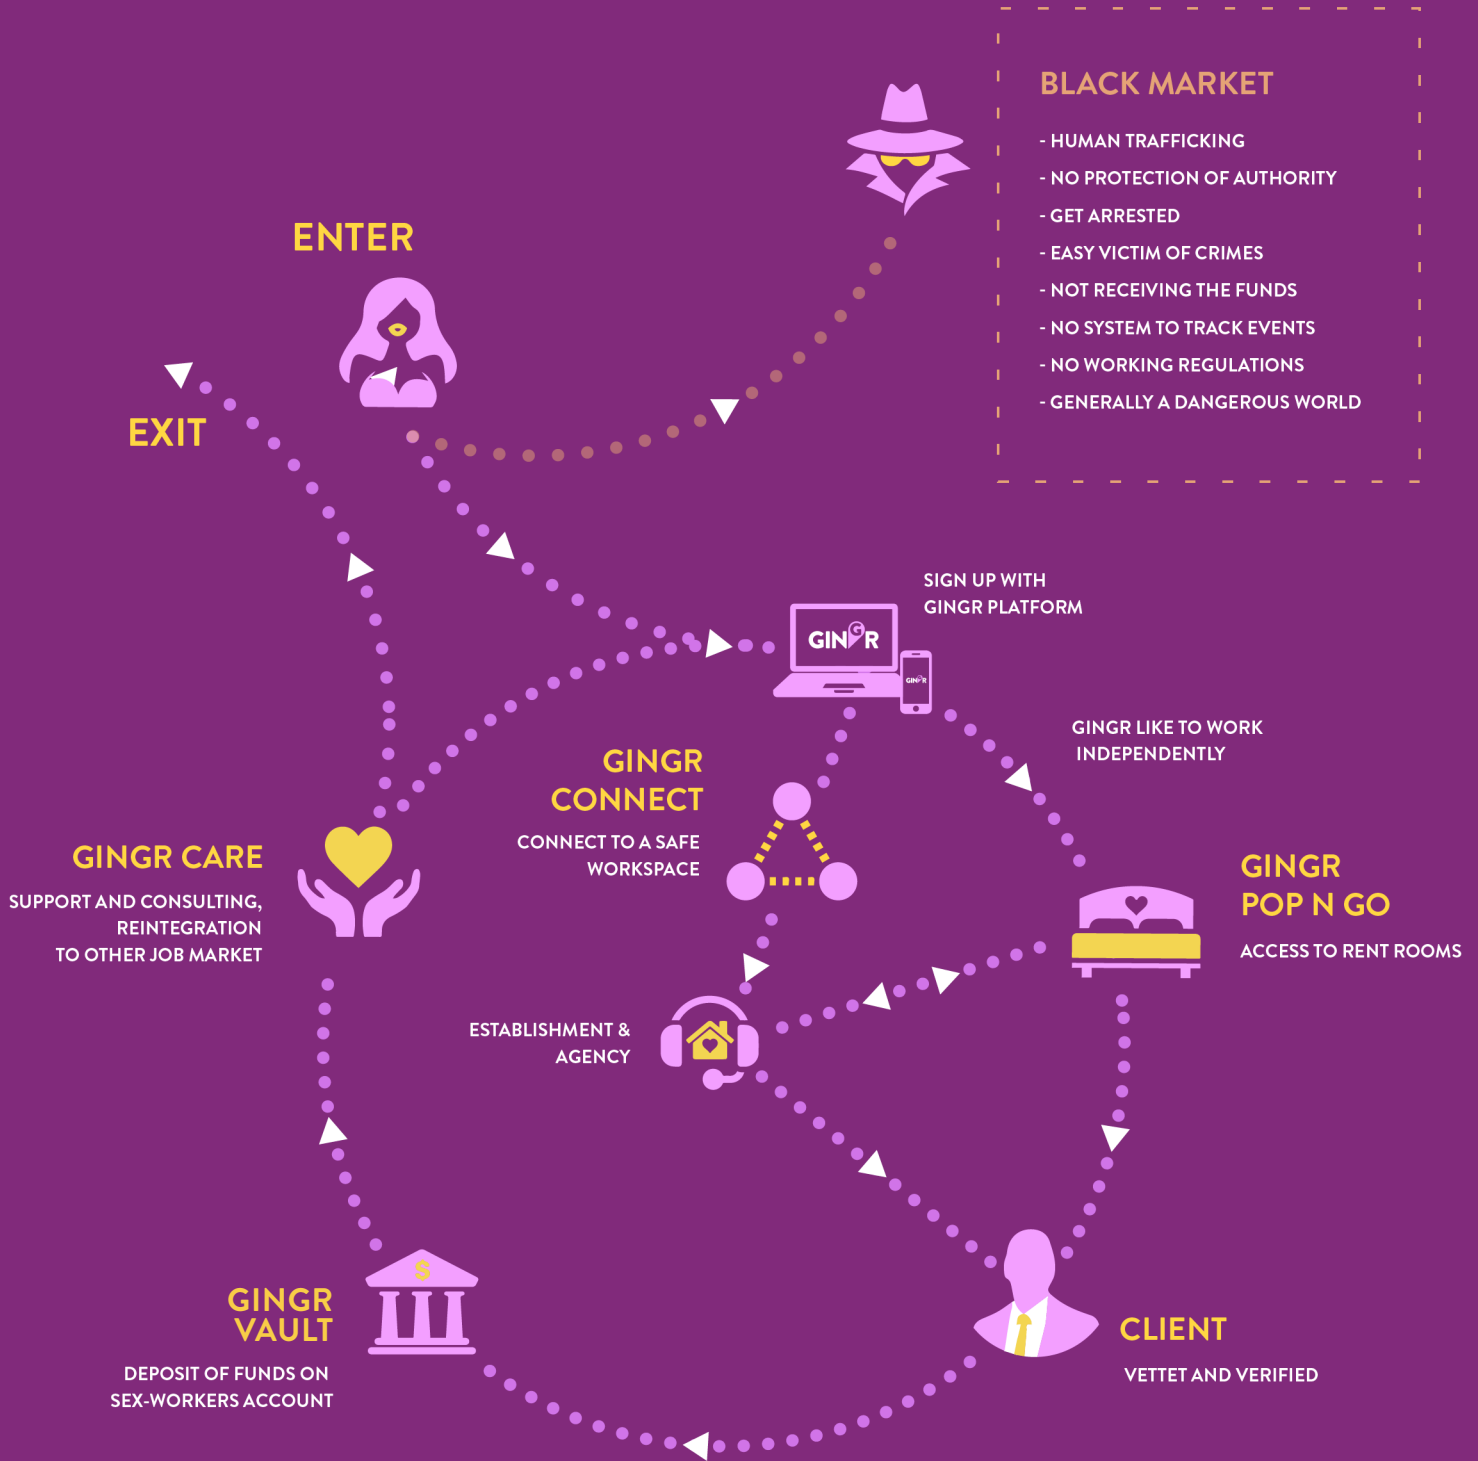 BLACK MARKET
- HUMAN TRAFFICKING
- NO PROTECTION OF AUTHORITY
- GET ARRESTED
- EASY VICTIM OF CRIMES
- NOT RECEIVING THE FUNDS
- NO SYSTEM TO TRACK EVENTS
- NO WORKING REGULATIONS
- GENERALLY A DANGEROUS WORLD
ENTER
EXIT
SIGN UP WITH
GINGR PLATFORM
GINGR
GINGR
GINGR LIKE TO WORK
INDEPENDENTLY
GINGR
CONNECT
CONNECT TO A SAFE
WORKSPACE
GINGR CARE
SUPPORT AND CONSULTING,
REINTEGRATION
TO OTHER JOB MARKET
GINGR
POP N GO
ACCESS TO RENT ROOMS
ESTABLISHMENT &
AGENCY
$
GINGR
VAULT
DEPOSIT OF FUNDS ON
SEX-WORKERS ACCOUNT
CLIENT
VETTET AND VERIFIED